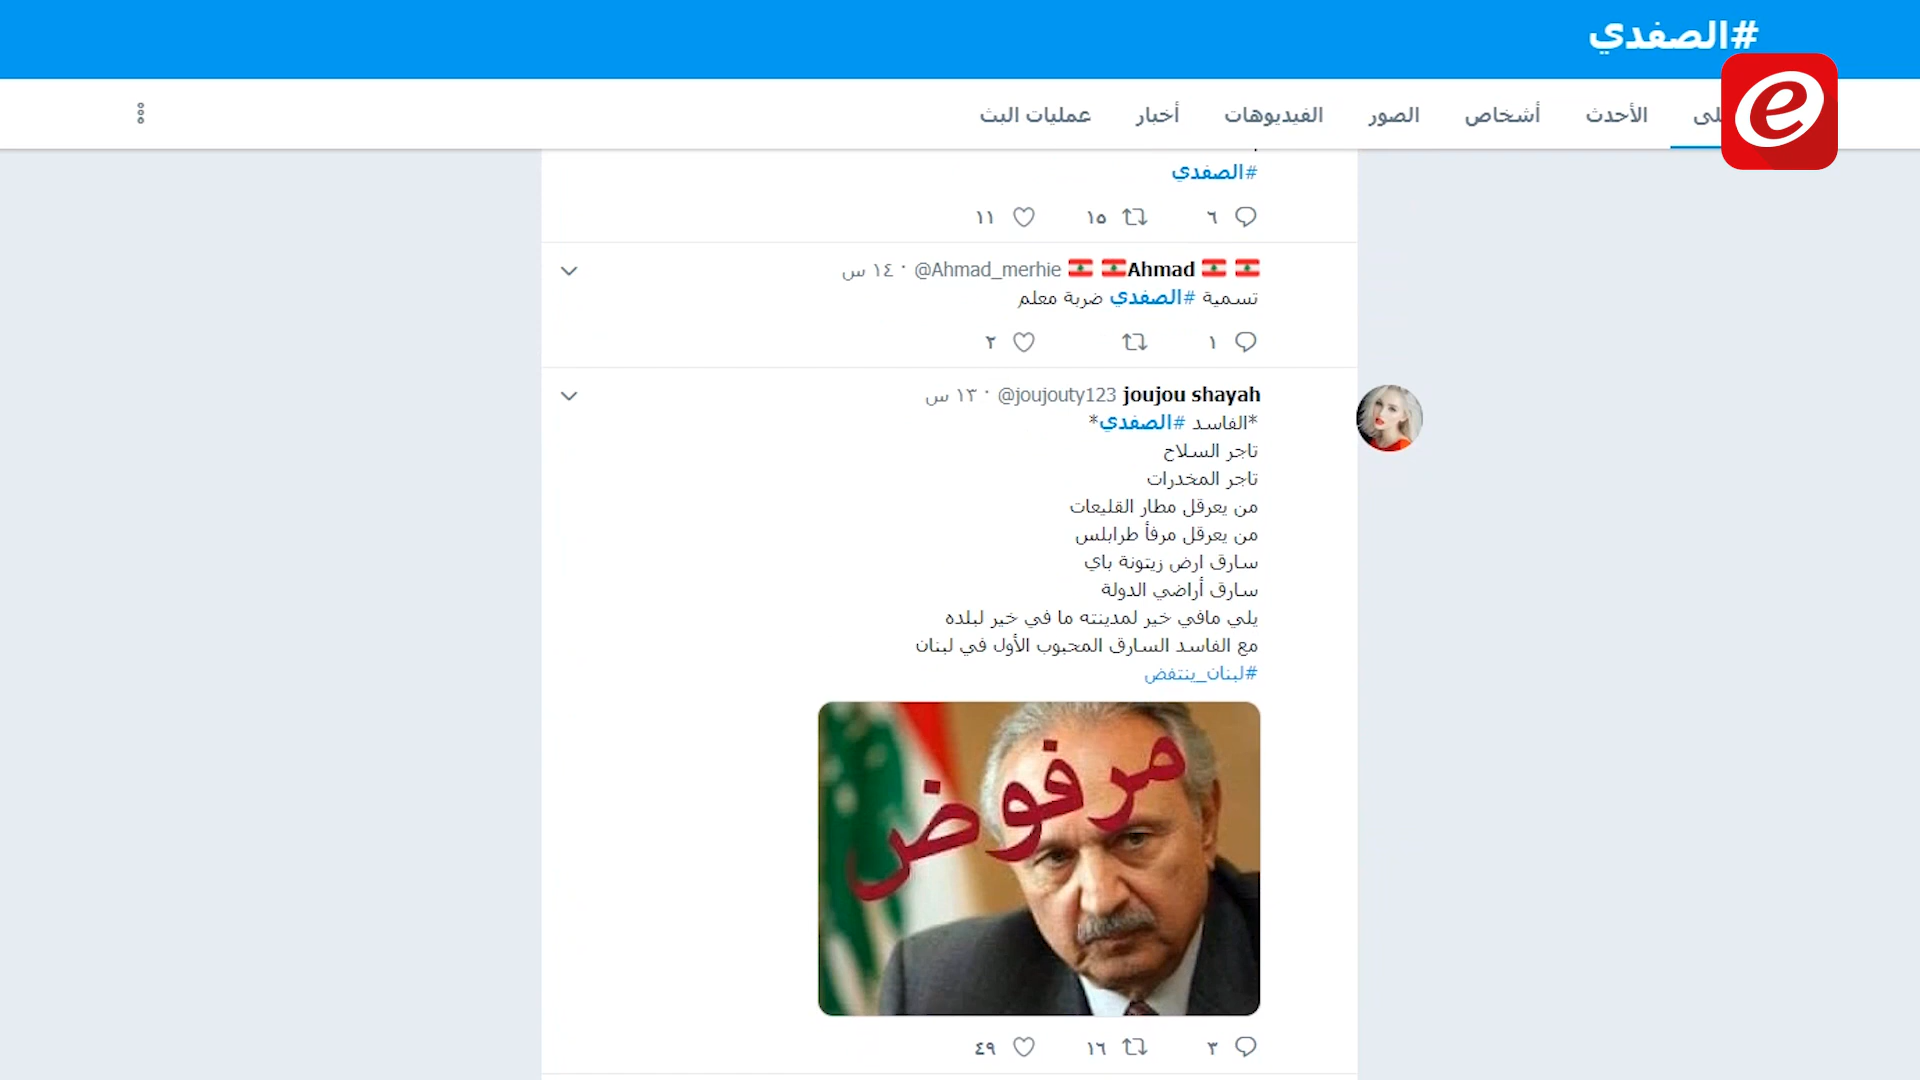 #الصفدي
الأحدث أشخاص الصور الفيديوهات أخبار عمليات البث
#الصفدي
٦ ١٥ ١١
Ahmad @Ahmad_merhie · ١٤ س
تسمية #الصفدي ضربة معلم
١ ٢
joujou shayah @joujouty123 · ١٣ س
*الفاسد #الصفدي*
تاجر السلاح
تاجر المخدرات
من يعرقل مطار القليعات
من يعرقل مرفأ طرابلس
سارق ارض زيتونة باي
سارق أراضي الدولة
يلي مافي خير لمدينته ما في خير لبلده
مع الفاسد السارق المحبوب الأول في لبنان
#لبنان_ينتفض
مرفوض
٣ ١٦ ٤٩